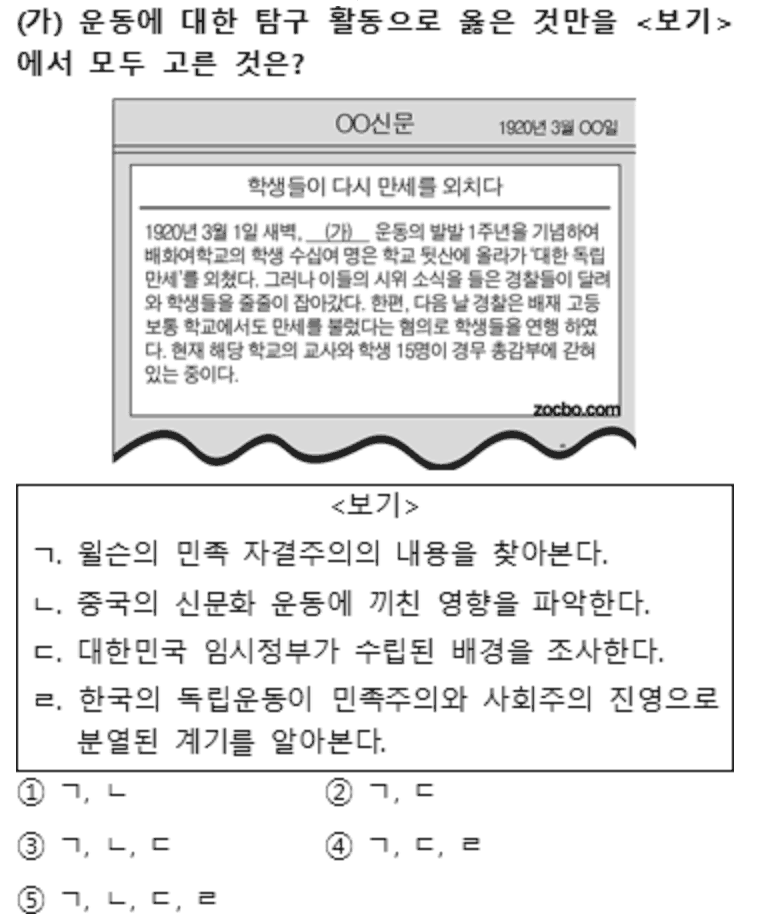 (가) 운동에 대한 탐구 활동으로 옳은 것만을 <보기>
에서 모두 고른 것은?
OO신문
1920년 3월 OO일
학생들이 다시 만세를 외치다
1920년 3월 1일 새벽, (가) 운동의 발발 1주년을 기념하여
배화여학교의 학생 수십여 명은 학교 뒷산에 올라가 '대한 독립
만세'를 외쳤다. 그러나 이들의 시위 소식을 들은 경찰들이 달려
와 학생들을 줄줄이 잡아갔다. 한편, 다음 날 경찰은 배재 고등
보통 학교에서도 만세를 불렀다는 혐의로 학생들을 연행 하였
다. 현재 해당 학교의 교사와 학생 15명이 경무 총감부에 갇혀
있는 중이다.
zocbo.com
<보기>
ㄱ. 윌슨의 민족 자결주의의 내용을 찾아본다.
ㄴ. 중국의 신문화 운동에 끼친 영향을 파악한다.
ㄷ. 대한민국 임시정부가 수립된 배경을 조사한다.
ㄹ. 한국의 독립운동이 민족주의와 사회주의 진영으로
분열된 계기를 알아본다.
① ㄱ, ㄴ ② ㄱ, ㄷ
③ ㄱ, ㄴ, ㄷ ④ ㄱ, ㄷ, ㄹ
⑤ ㄱ, ㄴ, ㄷ, ㄹ